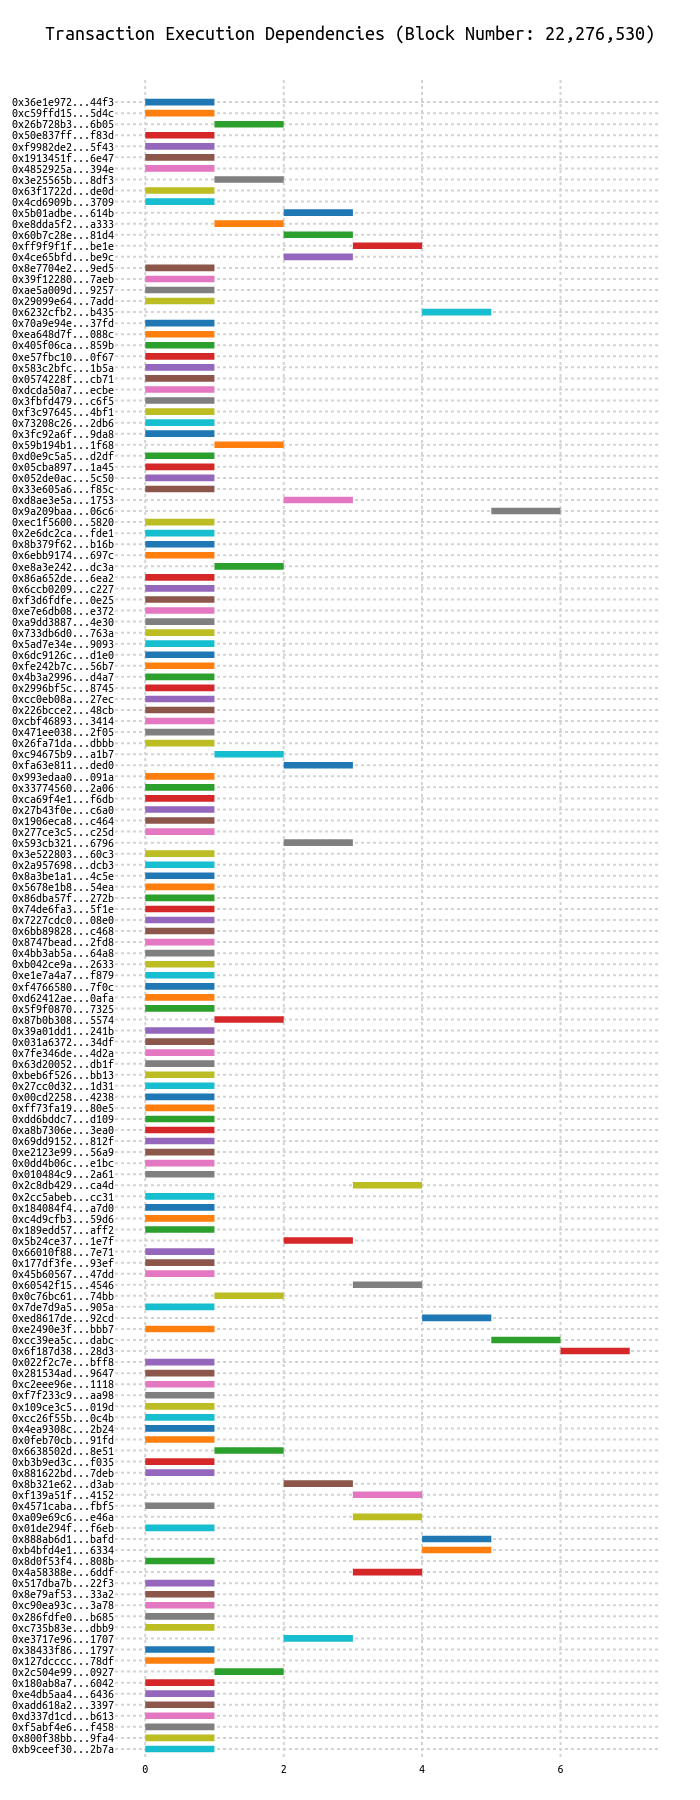 Transaction Execution Dependencies (Block Number: 22,276,530)
0x36e1e972...44f3
0xc59ffd15...5d4c
0x26b728b3...6b05
0x50e837ff...f83d
0xf9982de2...5f43
0x1913451f...6e47
0x4852925a...394e
0x3e25565b...8df3
0x63f1722d...de0d
0x4cd6909b...3709
0x5b01adbe...614b
0xe8dda5f2...a333
0x60b7c28e...81d4
0xff9f9f1f...be1e
0x4ce65bfd...be9c
0x8e7704e2...9ed5
0x39f12280...7aeb
0xae5a009d...9257
0x29099e64...7add
0x6232cfb2...b435
0x70a9e94e...37fd
0xea648d7f...088c
0x405f06ca...859b
0xe57fbc10...0f67
0x583c2bfc...1b5a
0x0574228f...cb71
0xdcda50a7...ecbe
0x3fbfd479...c6f5
0xf3c97645...4bf1
0x73208c26...2db6
0x3fc92a6f...9da8
0x59b194b1...1f68
0xd0e9c5a5...d2df
0x05cba897...1a45
0x052de0ac...5c50
0x33e605a6...f85c
0xd8ae3e5a...1753
0x9a209baa...06c6
0xec1f5600...5820
0x2e6dc2ca...fde1
0x8b379f62...b16b
0x6ebb9174...697c
0xe8a3e242...dc3a
0x86a652de...6ea2
0x6ccb0209...c227
0xf3d6fdfe...0e25
0xe7e6db08...e372
0xa9dd3887...4e30
0x733db6d0...763a
0x5ad7e34e...9093
0x6dc9126c...d1e0
0xfe242b7c...56b7
0x4b3a2996...d4a7
0x2996bf5c...8745
0xcc0eb08a...27ec
0x226bcce2...48cb
0xcbf46893...3414
0x471ee038...2f05
0x26fa71da...dbbb
0xc94675b9...a1b7
0xfa63e811...ded0
0x993edaa0...091a
0x33774560...2a06
0xca69f4e1...f6db
0x27b43f0e...c6a0
0x1906eca8...c464
0x277ce3c5...c25d
0x593cb321...6796
0x3e522803...60c3
0x2a957698...dcb3
0x8a3be1a1...4c5e
0x5678e1b8...54ea
0x86dba57f...272b
0x74de6fa3...5f1e
0x7227cdc0...08e0
0x6bb89828...c468
0x8747bead...2fd8
0x4bb3ab5a...64a8
0xb042ce9a...2633
0xe1e7a4a7...f879
0xf4766580...7f0c
0xd62412ae...0afa
0x5f9f0870...7325
0x87b0b308...5574
0x39a01dd1...241b
0x031a6372...34df
0x7fe346de...4d2a
0x63d20052...db1f
0xbeb6f526...bb13
0x27cc0d32...1d31
0x00cd2258...4238
0xff73fa19...80e5
0xdd6bddc7...d109
0xa8b7306e...3ea0
0x69dd9152...812f
0xe2123e99...56a9
0x0dd4b06c...e1bc
0x010484c9...2a61
0x2c8db429...ca4d
0x2cc5abeb...cc31
0x184084f4...a7d0
0xc4d9cfb3...59d6
0x189edd57...aff2
0x5b24ce37...1e7f
0x66010f88...7e71
0x177df3fe...93ef
0x45b60567...47dd
0x60542f15...4546
0x0c76bc61...74bb
0x7de7d9a5...905a
0xed8617de...92cd
0xe2490e3f...bbb7
0xcc39ea5c...dabc
0x6f187d38...28d3
0x022f2c7e...bff8
0x281534ad...9647
0xc2eee96e...1118
0xf7f233c9...aa98
0x109ce3c5...019d
0xcc26f55b...0c4b
0x4ea9308c...2b24
0x0feb70cb...91fd
0x6638502d...8e51
0xb3b9ed3c...f035
0x881622bd...7deb
0x8b321e62...d3ab
0xf139a51f...4152
0x4571caba...fbf5
0xa09e69c6...e46a
0x01de294f...f6eb
0x888ab6d1...bafd
0xb4bfd4e1...6334
0x8d0f53f4...808b
0x4a58388e...6ddf
0x517dba7b...22f3
0x8e79af53...33a2
0xc90ea93c...3a78
0x286fdfe0...b685
0xc735b83e...dbb9
0xe3717e96...1707
0x38433f86...1797
0x127dcccc...78df
0x2c504e99...0927
0x180ab8a7...6042
0xe4db5aa4...6436
0xadd618a2...3397
0xd337d1cd...b613
0xf5abf4e6...f458
0x800f38bb...9fa4
0xb9ceef30...2b7a
0 2 4 6